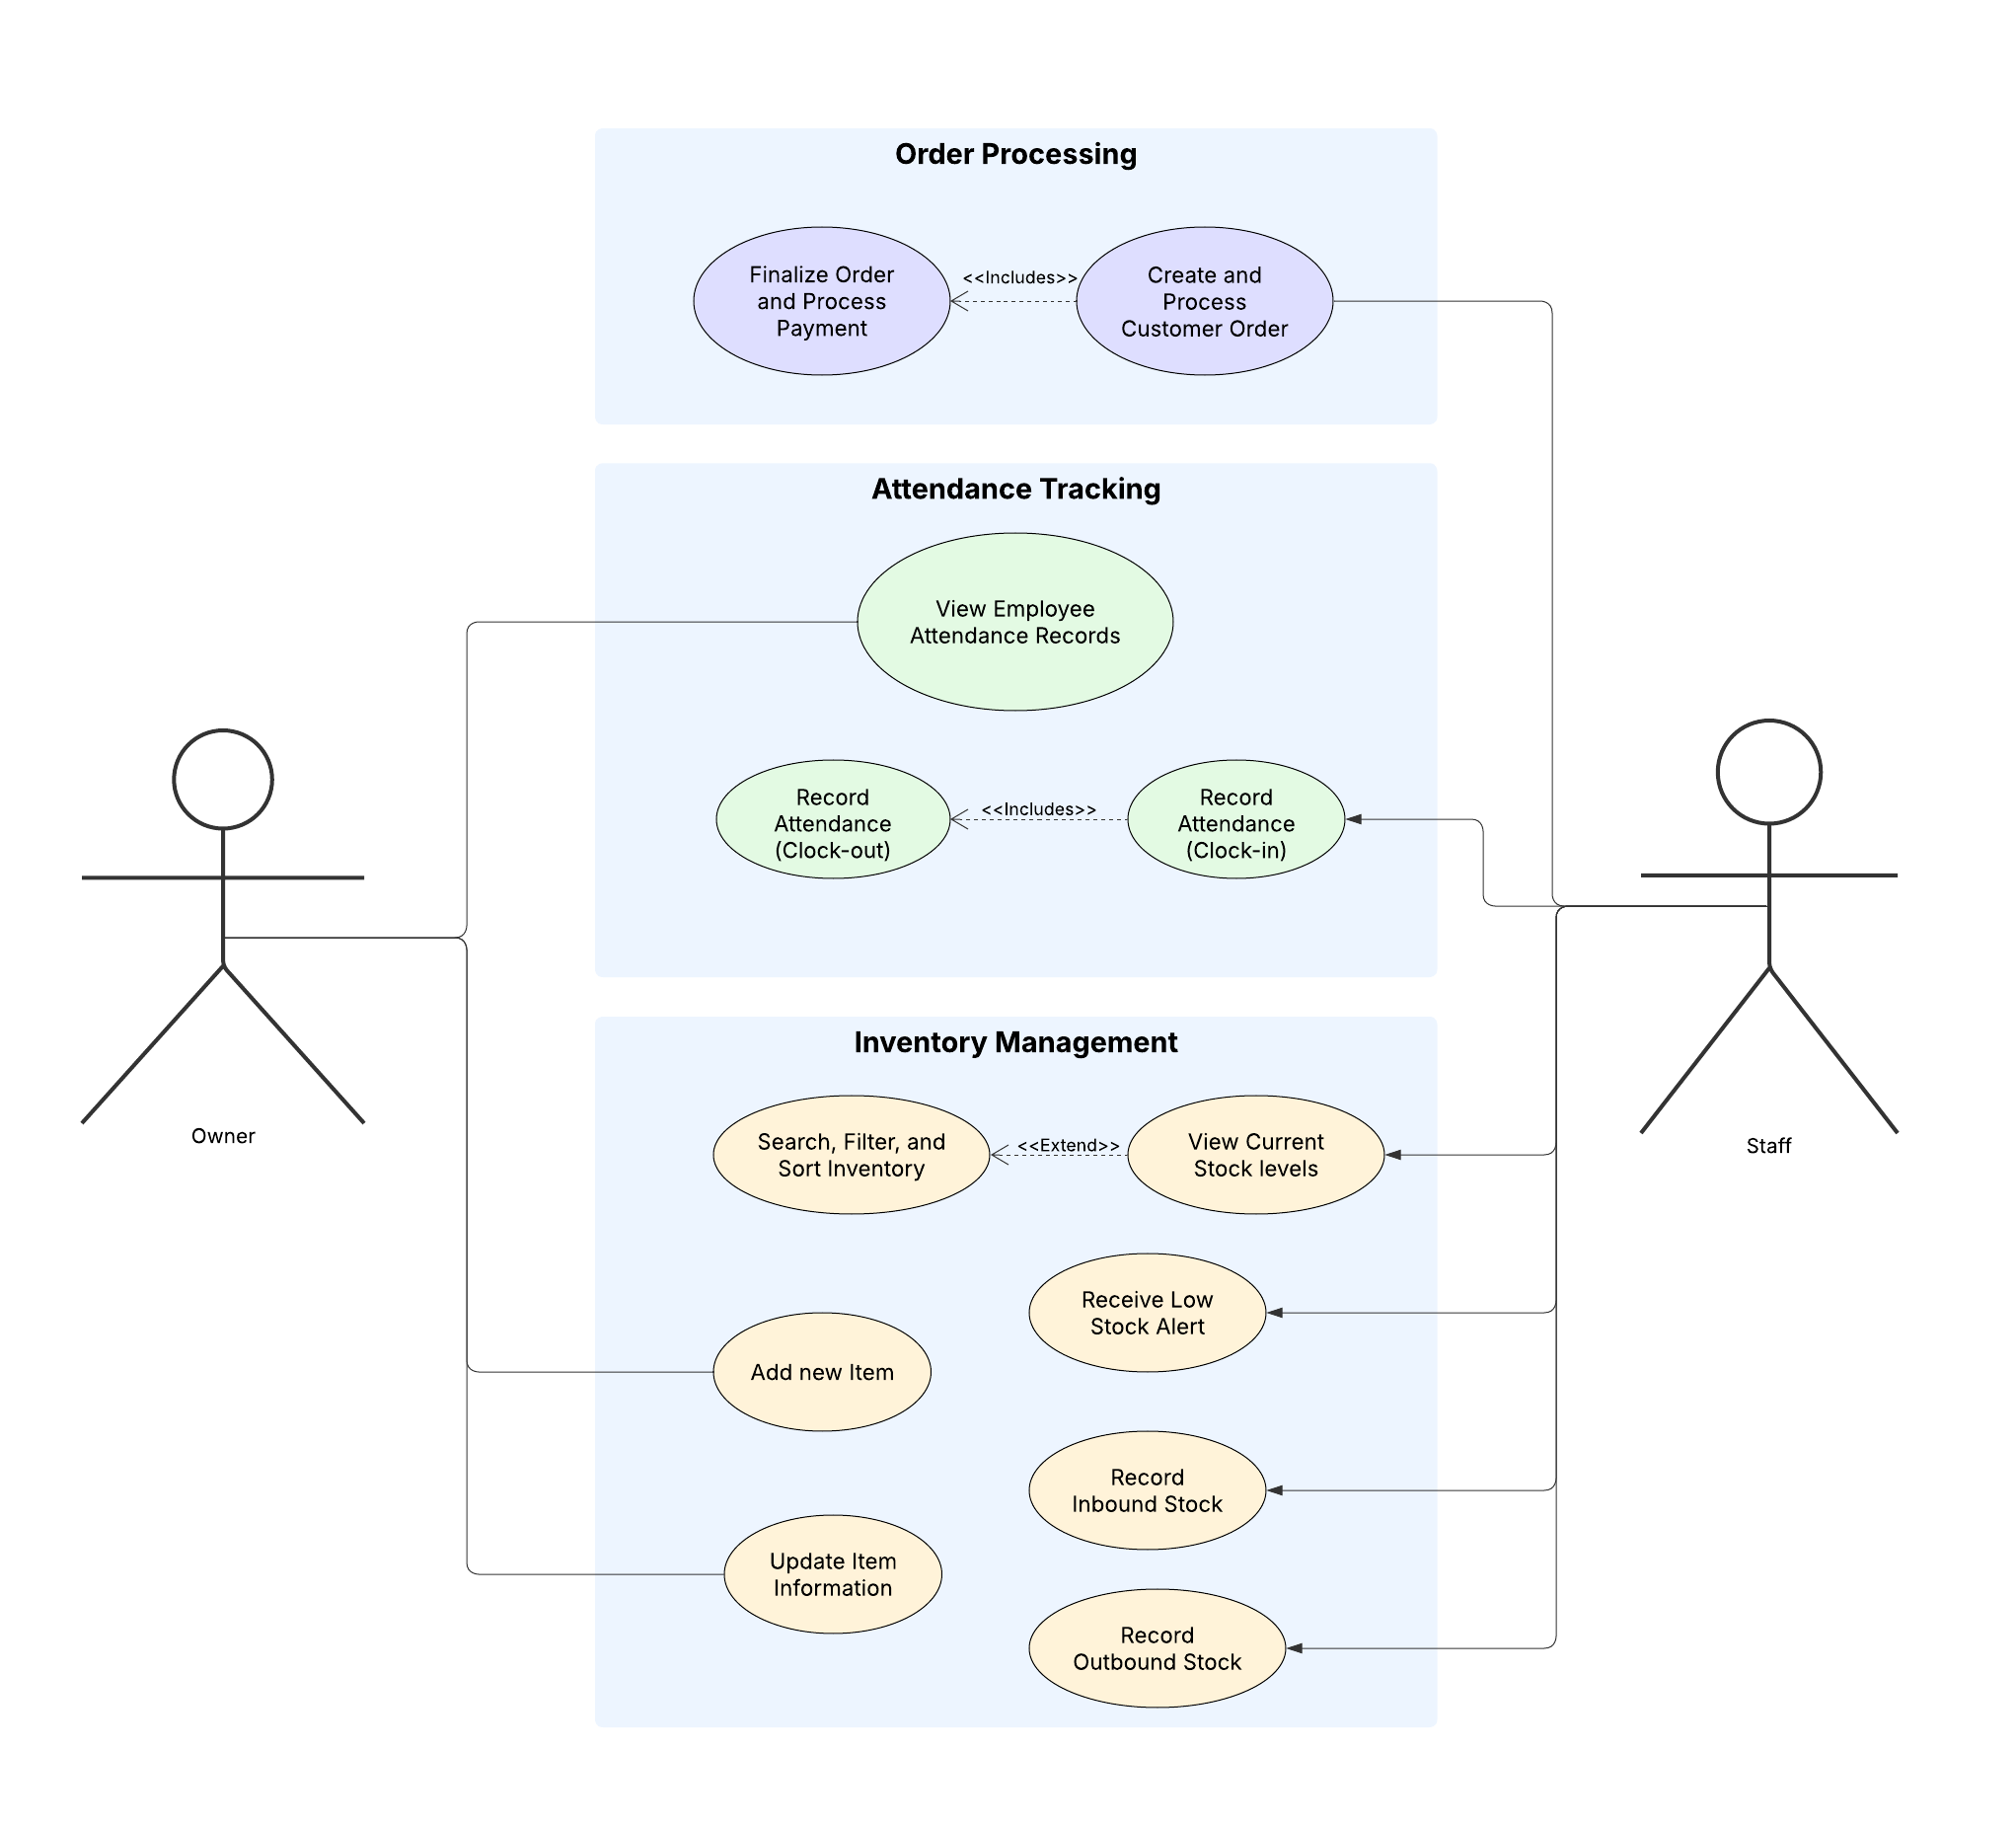 Order Processing
Finalize Order
and Process
Payment
<<Includes>>
Create and
Process
Customer Order
Attendance Tracking
View Employee
Attendance Records
Record
Attendance
(Clock-out)
<<Includes>>
Record
Attendance
(Clock-in)
Owner
Staff
Inventory Management
Search, Filter, and
Sort Inventory
<<Extend>>
View Current
Stock levels
Receive Low
Stock Alert
Add new Item
Record
Inbound Stock
Update Item
Information
Record
Outbound Stock